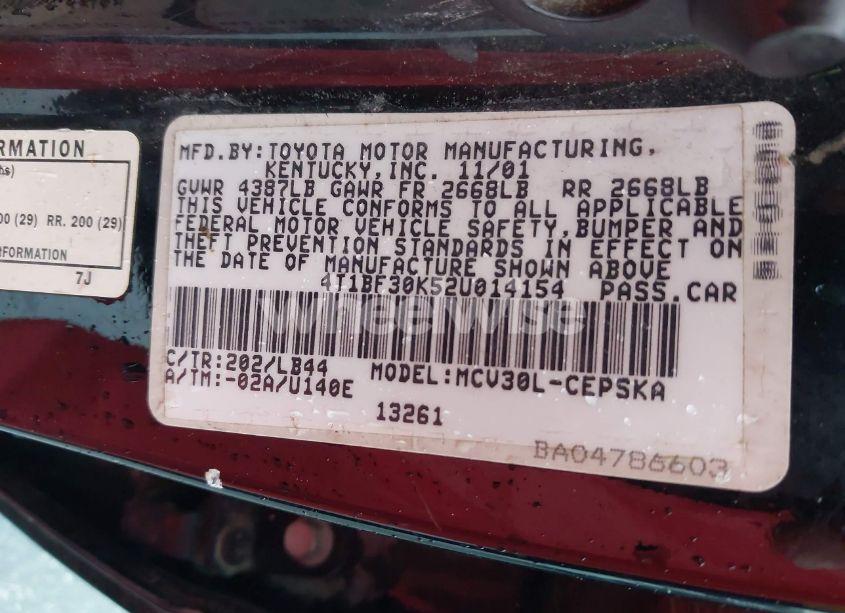 RMATION
hs)
00 (29) RR. 200 (29)
FORMATION
7J
MFD.BY:TOYOTA MOTOR MANUFACTURING,
KENTUCKY,INC. 11/01
GVWR 4387LB GAWR FR 2668LB RR 2668LB
THIS VEHICLE CONFORMS TO ALL APPLICABLE
FEDERAL MOTOR VEHICLE SAFETY,BUMPER AND
THEFT PREVENTION STANDARDS IN EFFECT ON
THE DATE OF MANUFACTURE SHOWN ABOVE
4T1BF30K52U014154 PASS.CAR
wheelwise
C/TR:202/LB44 MODEL:MCV30L-CEPSKA
A/TM:-02A/U140E
13261
BA04786603